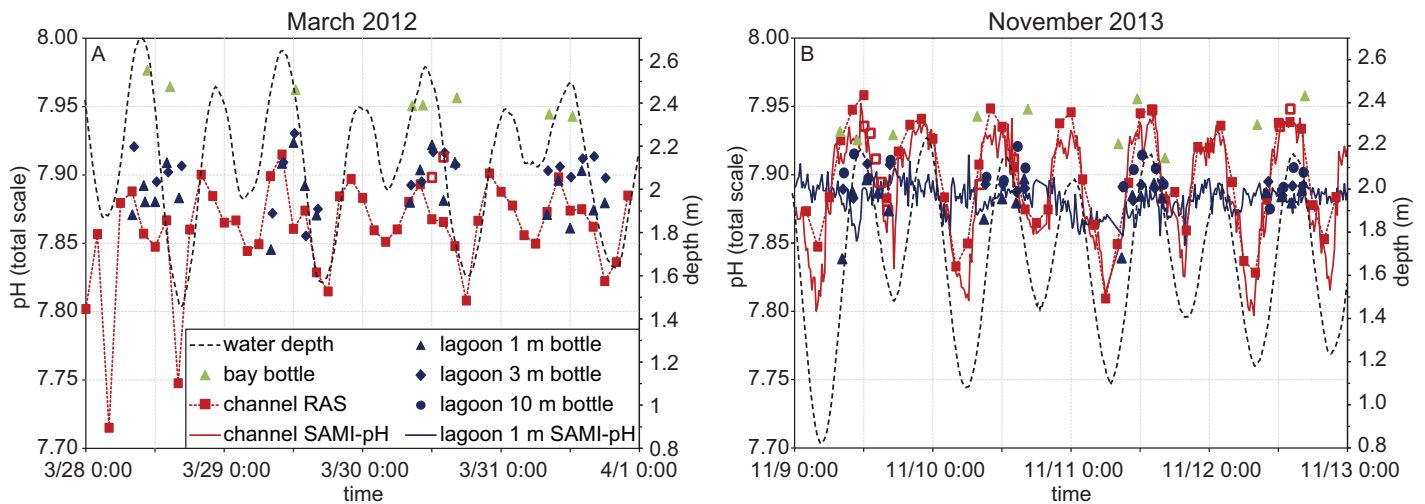 March 2012
A
8.00
7.95
7.90
7.85
7.80
7.75
7.70
pH (total scale)
2.6
2.4
2.2
2
1.8
1.6
1.4
1.2
1
0.8
depth (m)
water depth
bay bottle
channel RAS
channel SAMI-pH
lagoon 1 m bottle
lagoon 3 m bottle
lagoon 10 m bottle
lagoon 1 m SAMI-pH
3/28 0:00 3/29 0:00 3/30 0:00 3/31 0:00 4/1 0:00
time
November 2013
B
8.00
7.95
7.90
7.85
7.80
7.75
7.70
pH (total scale)
2.6
2.4
2.2
2.0
1.8
1.6
1.4
1.2
1.0
0.8
depth (m)
11/9 0:00 11/10 0:00 11/11 0:00 11/12 0:00 11/13 0:00
time